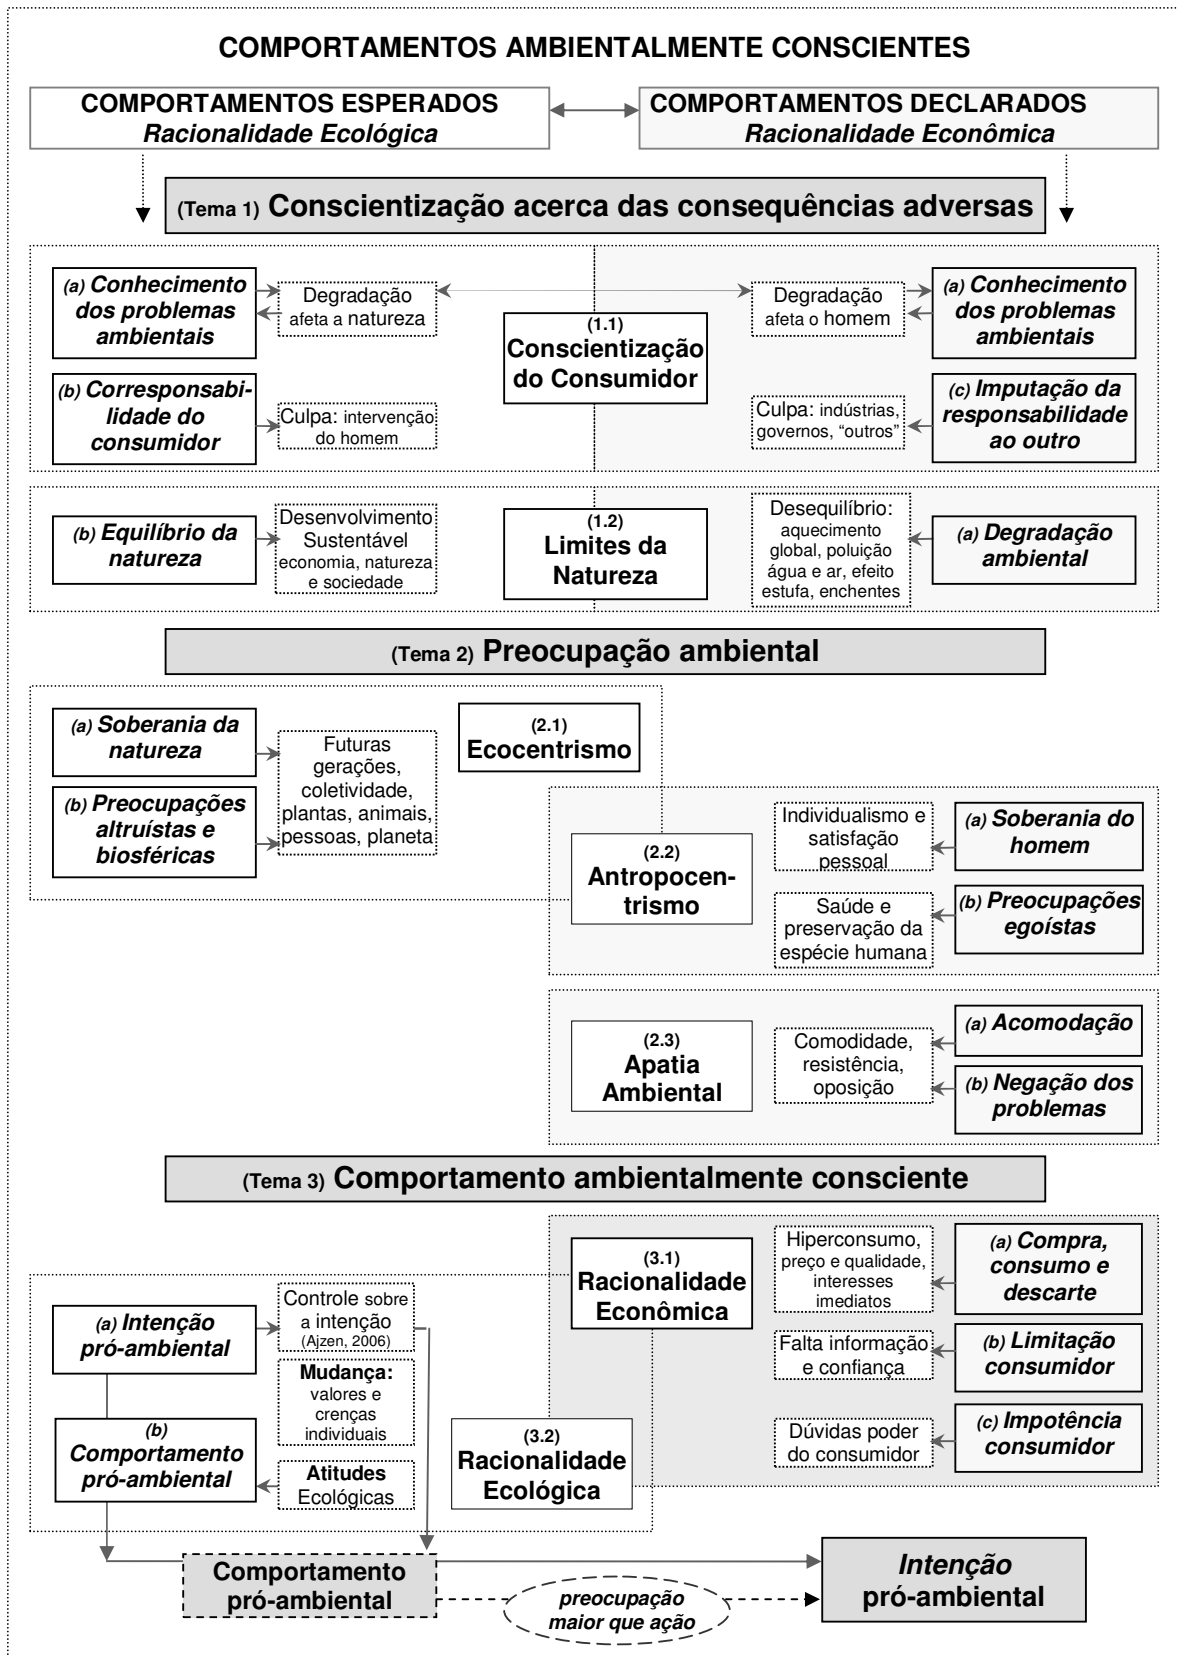 COMPORTAMENTOS AMBIENTALMENTE CONSCIENTES
COMPORTAMENTOS ESPERADOS
Racionalidade Ecológica
COMPORTAMENTOS DECLARADOS
Racionalidade Econômica
(Tema 1) Conscientização acerca das consequências adversas
(a) Conhecimento
dos problemas
ambientais
Degradação
afeta a natureza
(1.1)
Conscientização
do Consumidor
Degradação
afeta o homem
(a) Conhecimento
dos problemas
ambientais
(b) Corresponsabi-
lidade do
consumidor
Culpa: intervenção
do homem
Culpa: indústrias,
governos, “outros”
(c) Imputação da
responsabilidade
ao outro
(b) Equilíbrio da
natureza
Desenvolvimento
Sustentável
economia, natureza
e sociedade
(1.2)
Limites da
Natureza
Desequilíbrio:
aquecimento
global, poluição
água e ar, efeito
estufa, enchentes
(a) Degradação
ambiental
(Tema 2) Preocupação ambiental
(a) Soberania da
natureza
(b) Preocupações
altruístas e
biosféricas
Futuras
gerações,
coletividade,
plantas, animais,
pessoas, planeta
(2.1)
Ecocentrismo
(2.2)
Antropocen-
trismo
Individualismo e
satisfação
pessoal
(a) Soberania do
homem
Saúde e
preservação da
espécie humana
(b) Preocupações
egoístas
(2.3)
Apatia
Ambiental
Comodidade,
resistência,
oposição
(a) Acomodação
(b) Negação dos
problemas
(Tema 3) Comportamento ambientalmente consciente
(3.1)
Racionalidade
Econômica
Hiperconsumo,
preço e qualidade,
interesses
imediatos
(a) Compra,
consumo e
descarte
Falta informação
e confiança
(b) Limitação
consumidor
Dúvidas poder
do consumidor
(c) Impotência
consumidor
(a) Intenção
pró-ambiental
Controle sobre
a intenção
(Ajzen, 2006)
Mudança:
valores e
crenças
individuais
(b)
Comportamento
pró-ambiental
Atitudes
Ecológicas
(3.2)
Racionalidade
Ecológica
Comportamento
pró-ambiental
preocupação
maior que ação
Intenção
pró-ambiental